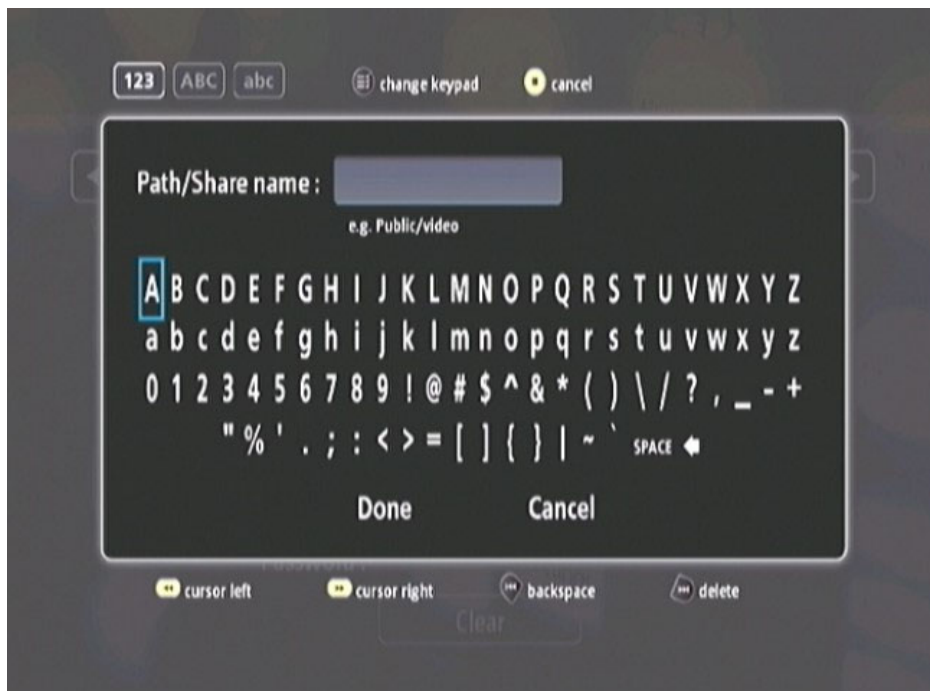 123 ABC abc change keypad cancel
Path/Share name :
e.g. Public/video
A B C D E F G H I J K L M N O P Q R S T U V W X Y Z
a b c d e f g h i j k l m n o p q r s t u v w x y z
0 1 2 3 4 5 6 7 8 9 ! @ # $ ^ & * ( ) \ / ? , _ - +
" % ' . ; : < > = [ ] { } | ~ ` SPACE
Done Cancel
Password :
cursor left cursor right backspace delete
Clear